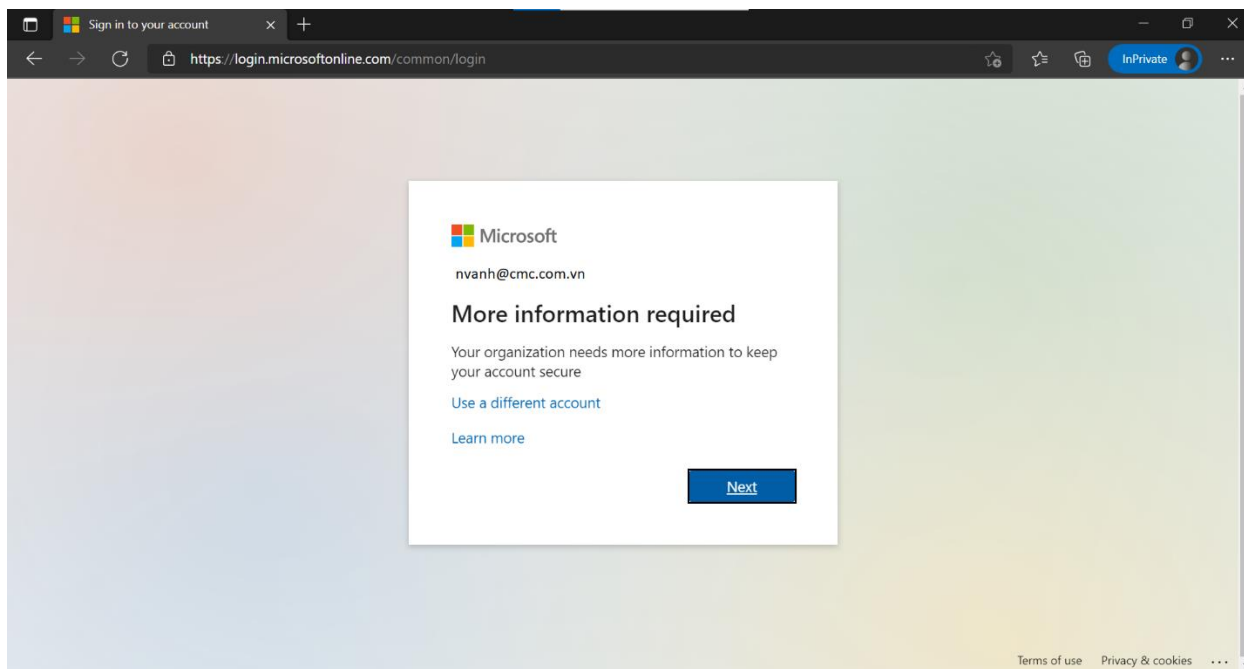 Sign in to your account
https://login.microsoftonline.com/common/login
InPrivate
Microsoft
nvanh@cmc.com.vn
More information required
Your organization needs more information to keep
your account secure
Use a different account
Learn more
Next
Terms of use Privacy & cookies ...